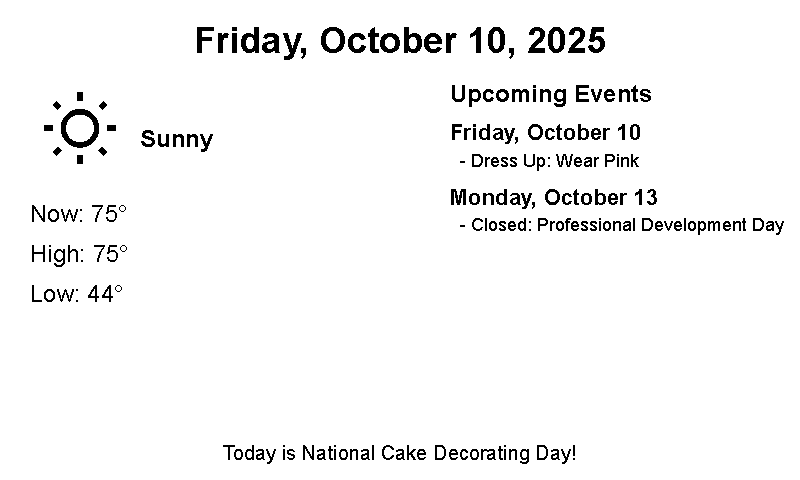 Friday, October 10, 2025
Sunny
Now: 75°
High: 75°
Low: 44°
Upcoming Events
Friday, October 10
- Dress Up: Wear Pink
Monday, October 13
- Closed: Professional Development Day
Today is National Cake Decorating Day!